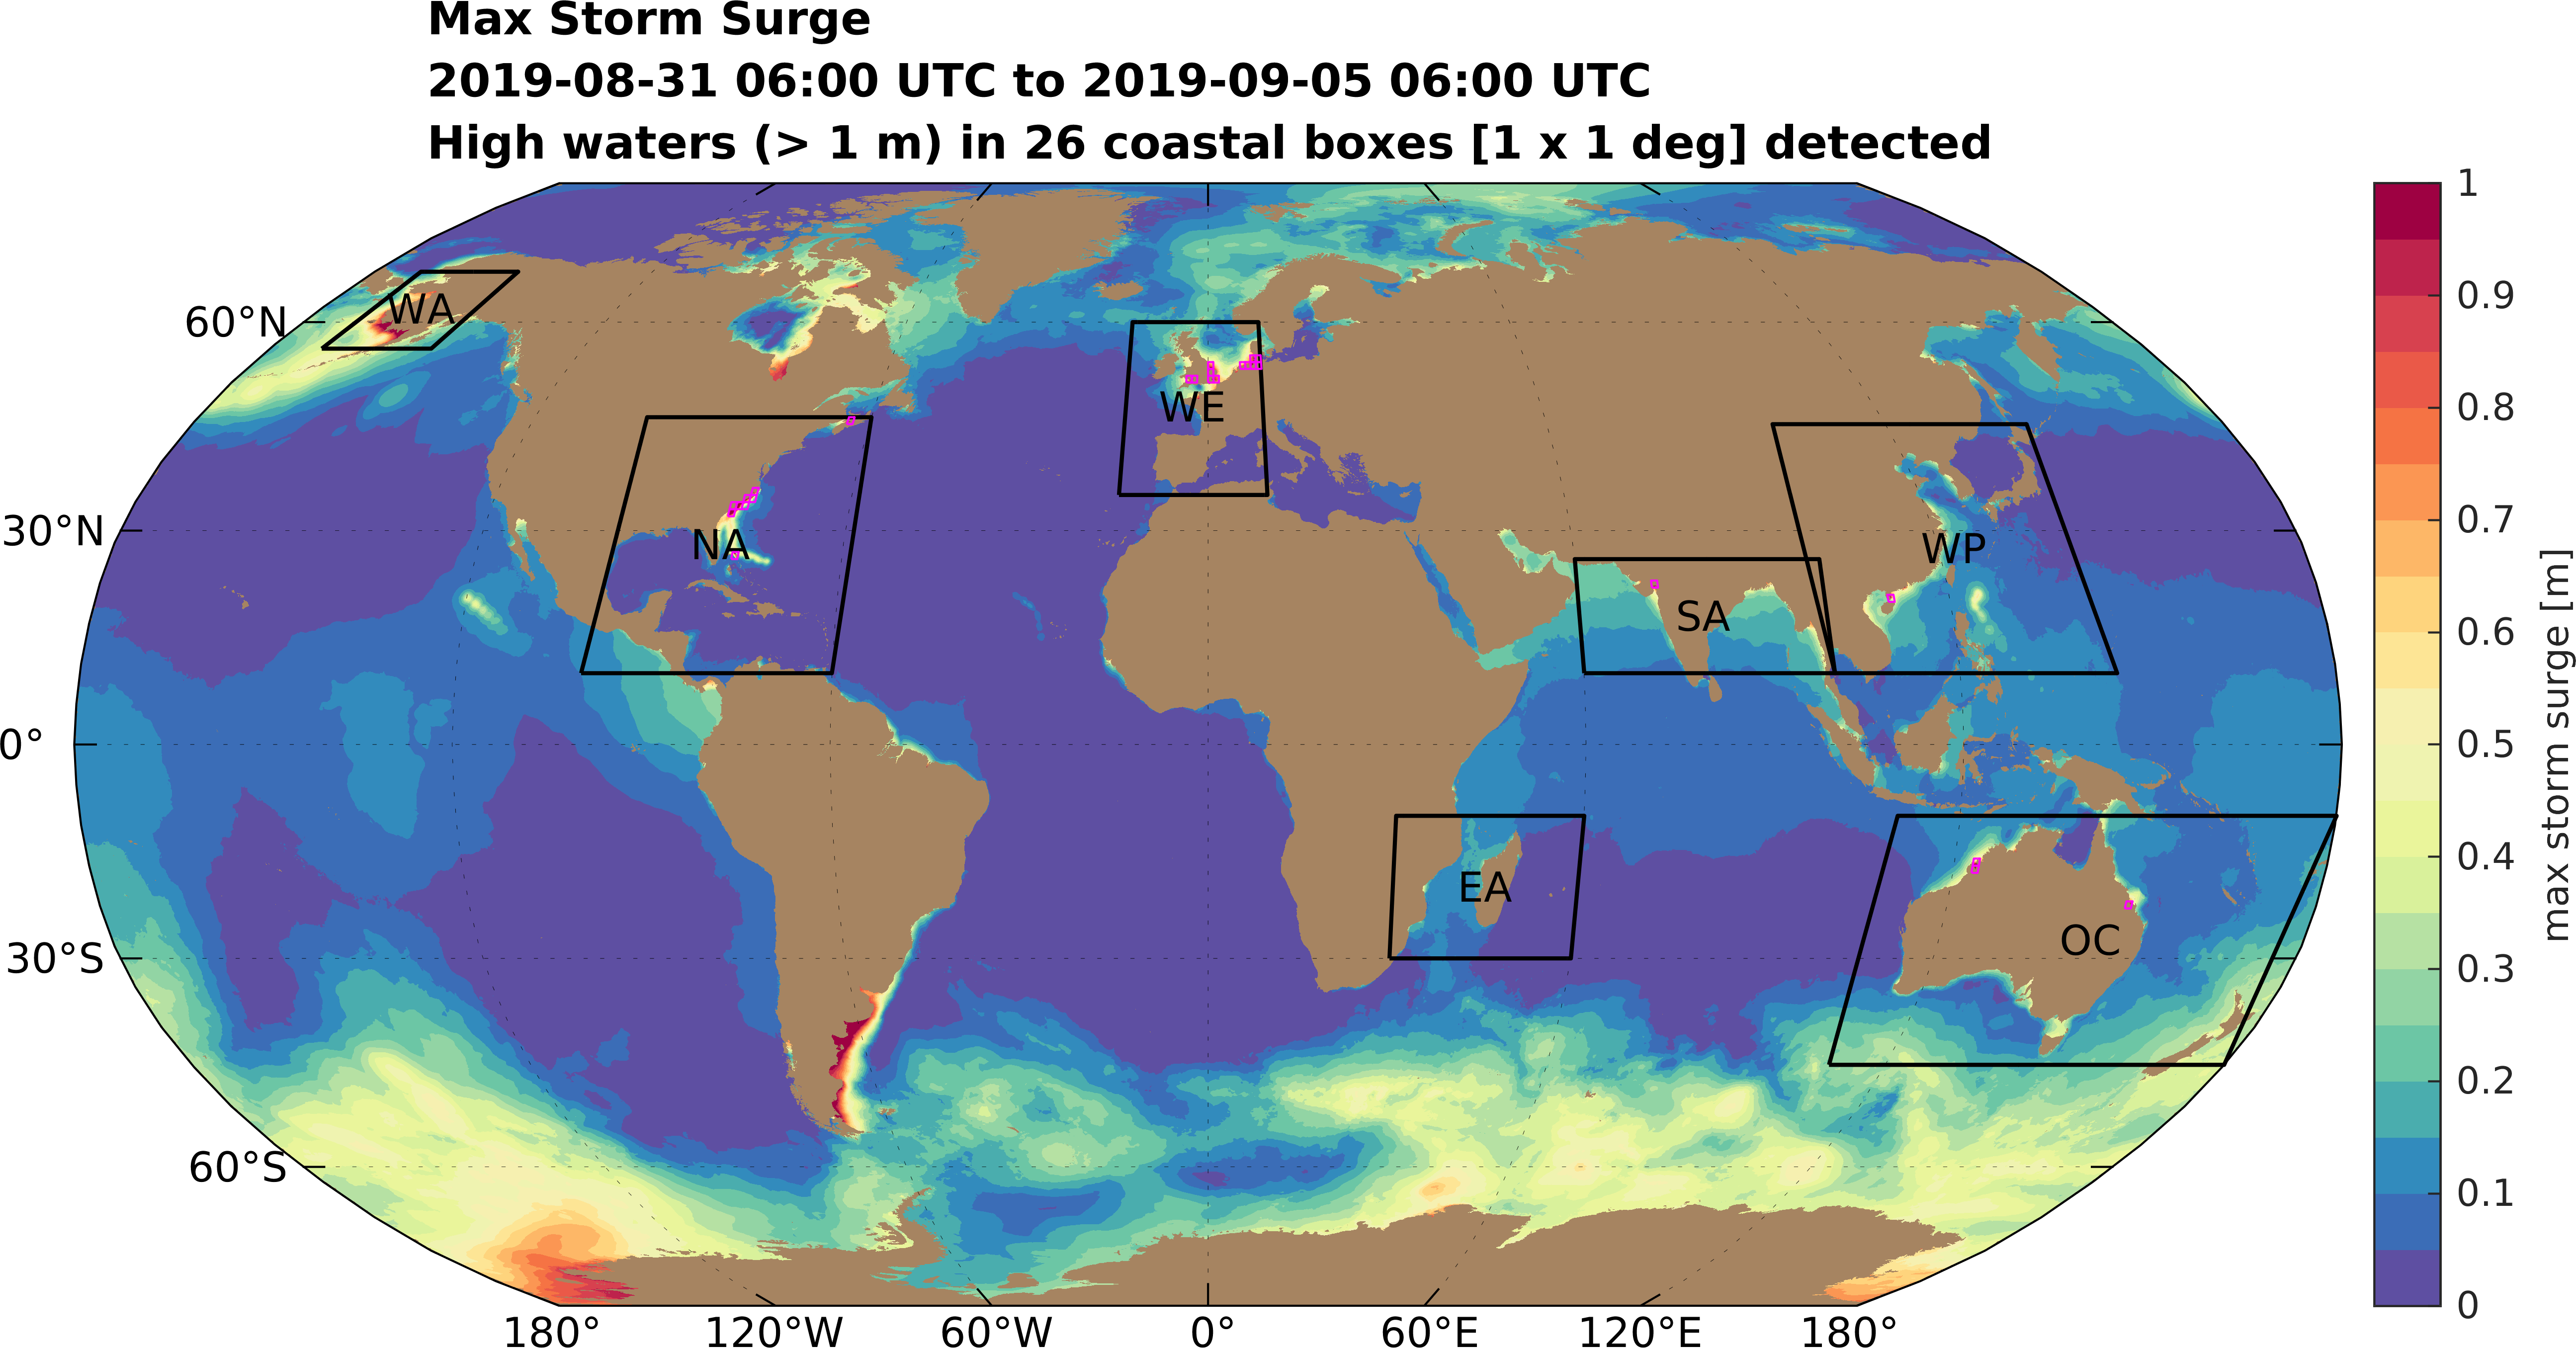 Max Storm Surge
2019-08-31 06:00 UTC to 2019-09-05 06:00 UTC
High waters (> 1 m) in 26 coastal boxes [1 x 1 deg] detected
60°N
30°N
0°
30°S
60°S
WA
NA
WE
SA
WP
EA
OC
180°
120°W
60°W
0°
60°E
120°E
180°
1
0.9
0.8
0.7
0.6
0.5
0.4
0.3
0.2
0.1
0
max storm surge [m]